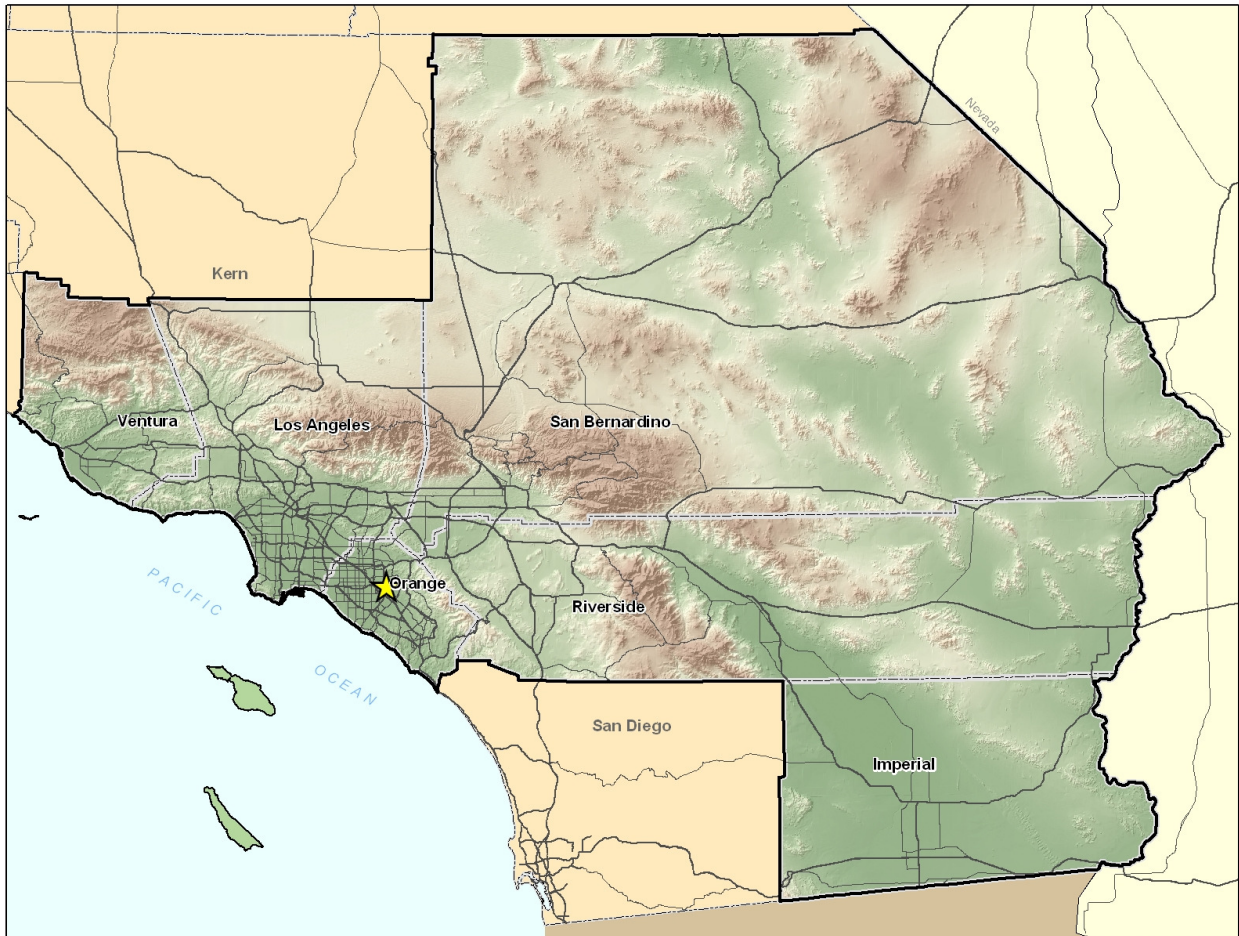 Nevada
Kern
Ventura
Los Angeles
San Bernardino
PACIFIC
OCEAN
Orange
Riverside
San Diego
Imperial